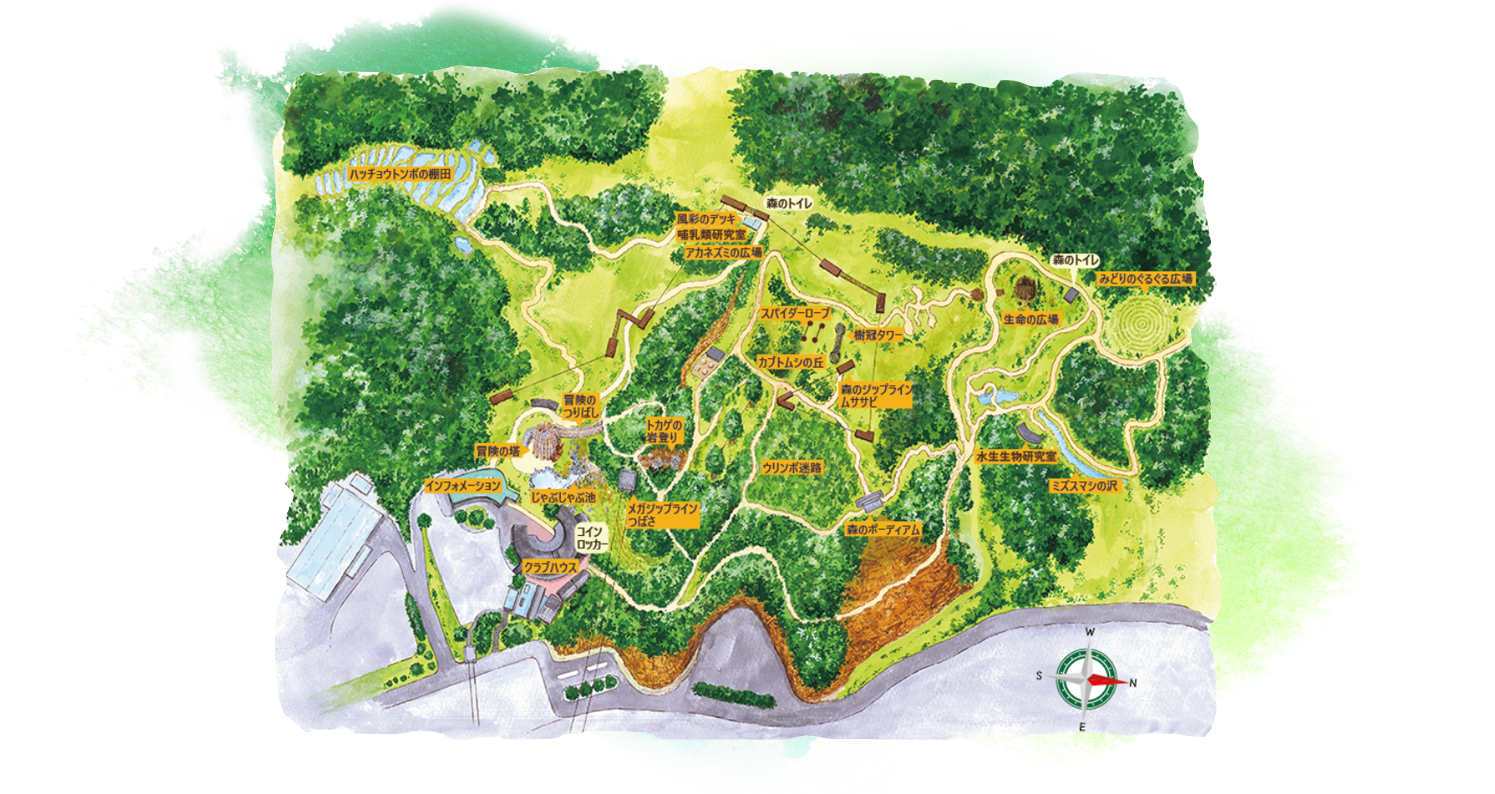 ハッチョウトンボの棚田
森のトイレ
風彩のデッキ
哺乳類研究室
アカネズミの広場
森のトイレ
みどりのぐるぐる広場
生命の広場
スパイダーロープ
樹冠タワー
カブトムシの丘
森のジップライン
ムササビ
冒険の
つりばし
トカゲの
岩登り
冒険の塔
ウリンボ迷路
水生生物研究室
インフォメーション
じゃぶじゃぶ池
ミズスマシの沢
メガジップライン
つばさ
森のポーディアム
コイン
ロッカー
クラブハウス
W
S
N
E